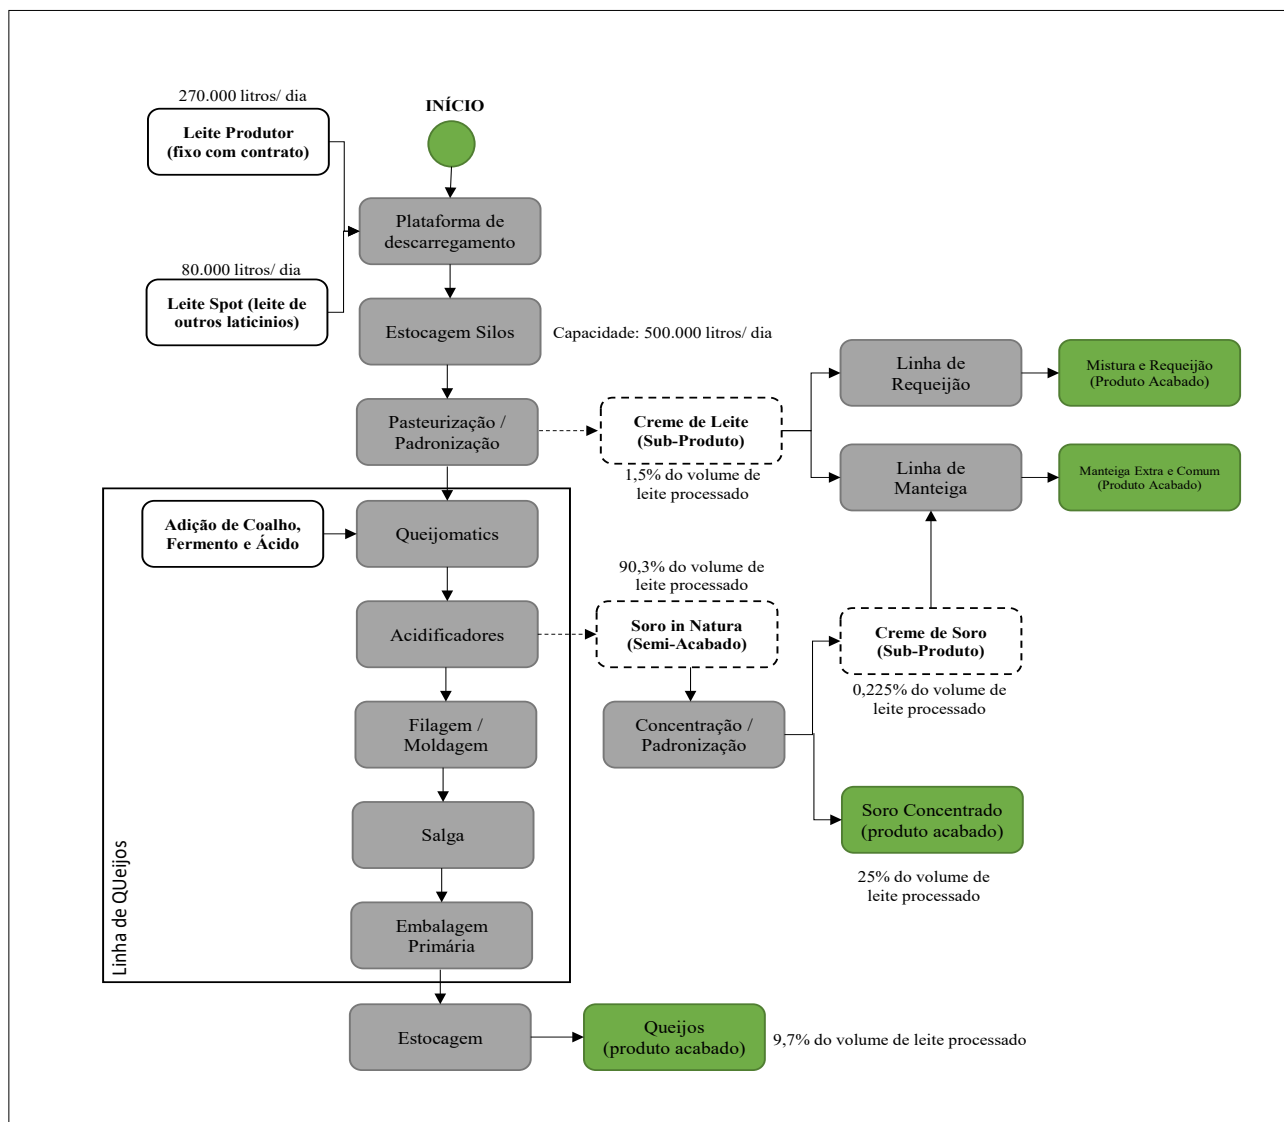 270.000 litros/ dia
Leite Produtor
(fixo com contrato)
INÍCIO
Plataforma de
descarregamento
80.000 litros/ dia
Leite Spot (leite de
outros laticinios)
Estocagem Silos
Capacidade: 500.000 litros/ dia
Pasteurização /
Padronização
Creme de Leite
(Sub-Produto)
1,5% do volume de
leite processado
Linha de
Requeijão
Mistura e Requeijão
(Produto Acabado)
Linha de
Manteiga
Manteiga Extra e Comum
(Produto Acabado)
Linha de QUeijos
Adição de Coalho,
Fermento e Ácido
Queijomatics
Acidificadores
90,3% do volume de
leite processado
Soro in Natura
(Semi-Acabado)
Creme de Soro
(Sub-Produto)
0,225% do volume de
leite processado
Filagem /
Moldagem
Concentração /
Padronização
Salga
Soro Concentrado
(produto acabado)
25% do volume de
leite processado
Embalagem
Primária
Estocagem
Queijos
(produto acabado)
9,7% do volume de leite processado